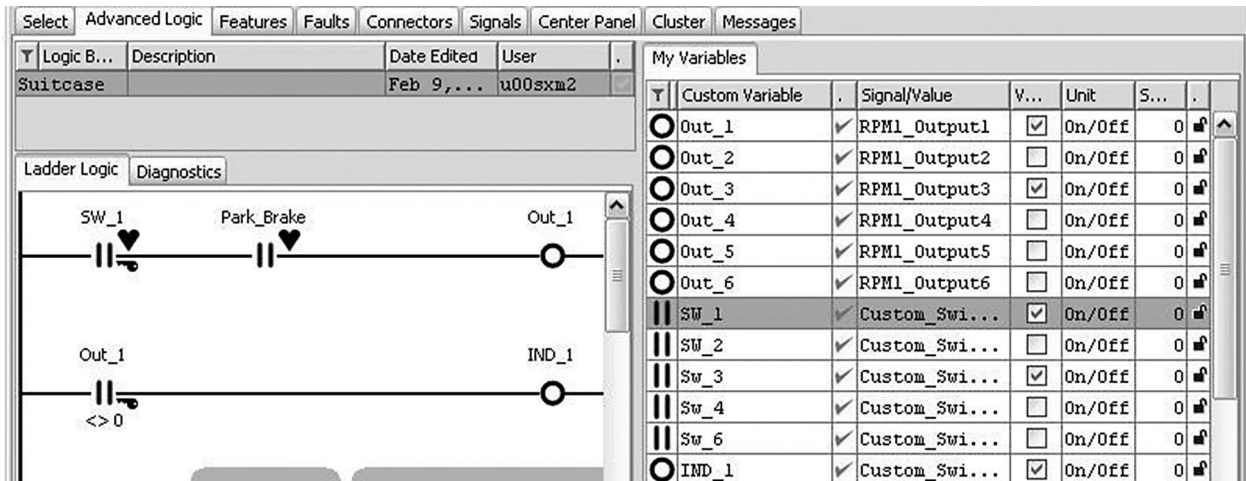 Select Advanced Logic Features Faults Connectors Signals Center Panel Cluster Messages
Logic B... Description Date Edited User .
Suitcase Feb 9,... u00sxm2
Ladder Logic Diagnostics
SW_1 Park_Brake Out_1
Out_1 IND_1
<> 0
My Variables
Custom Variable . Signal/Value V... Unit S... .
Out_1 RPM1_Output1 On/Off 0
Out_2 RPM1_Output2 On/Off 0
Out_3 RPM1_Output3 On/Off 0
Out_4 RPM1_Output4 On/Off 0
Out_5 RPM1_Output5 On/Off 0
Out_6 RPM1_Output6 On/Off 0
SW_1 Custom_Swi... On/Off 0
SW_2 Custom_Swi... On/Off 0
Sw_3 Custom_Swi... On/Off 0
Sw_4 Custom_Swi... On/Off 0
Sw_6 Custom_Swi... On/Off 0
IND_1 Custom_Swi... On/Off 0